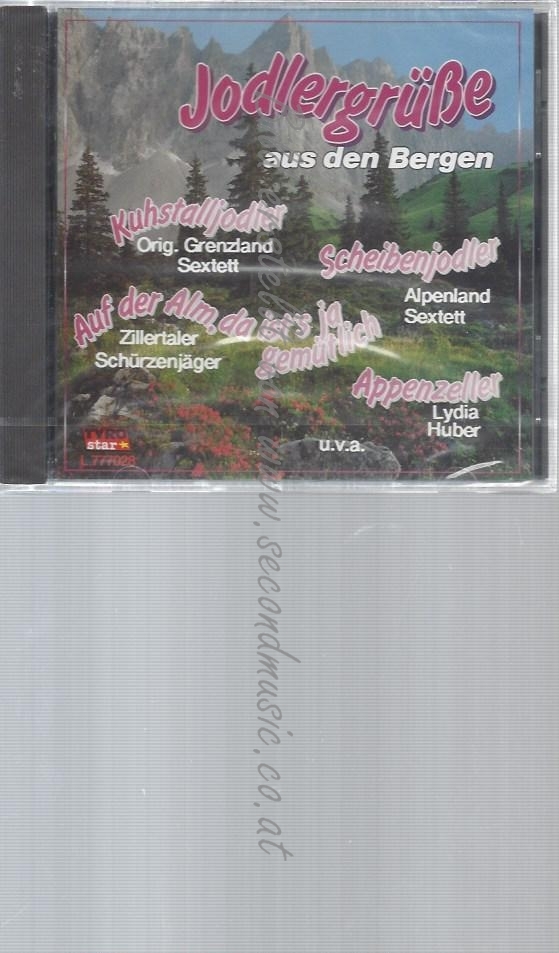 Jodlergrüße
aus den Bergen
Kuhstalljodler
Orig. Grenzland
Sextett
Scheibenjodler
Alpenland
Sextett
Auf der Alm, da ist's ja
gemütlich
Zillertaler
Schürzenjäger
Appenzeller
Lydia
Huber
u.v.a.
star
L 777028
www.secondmusic.co.at